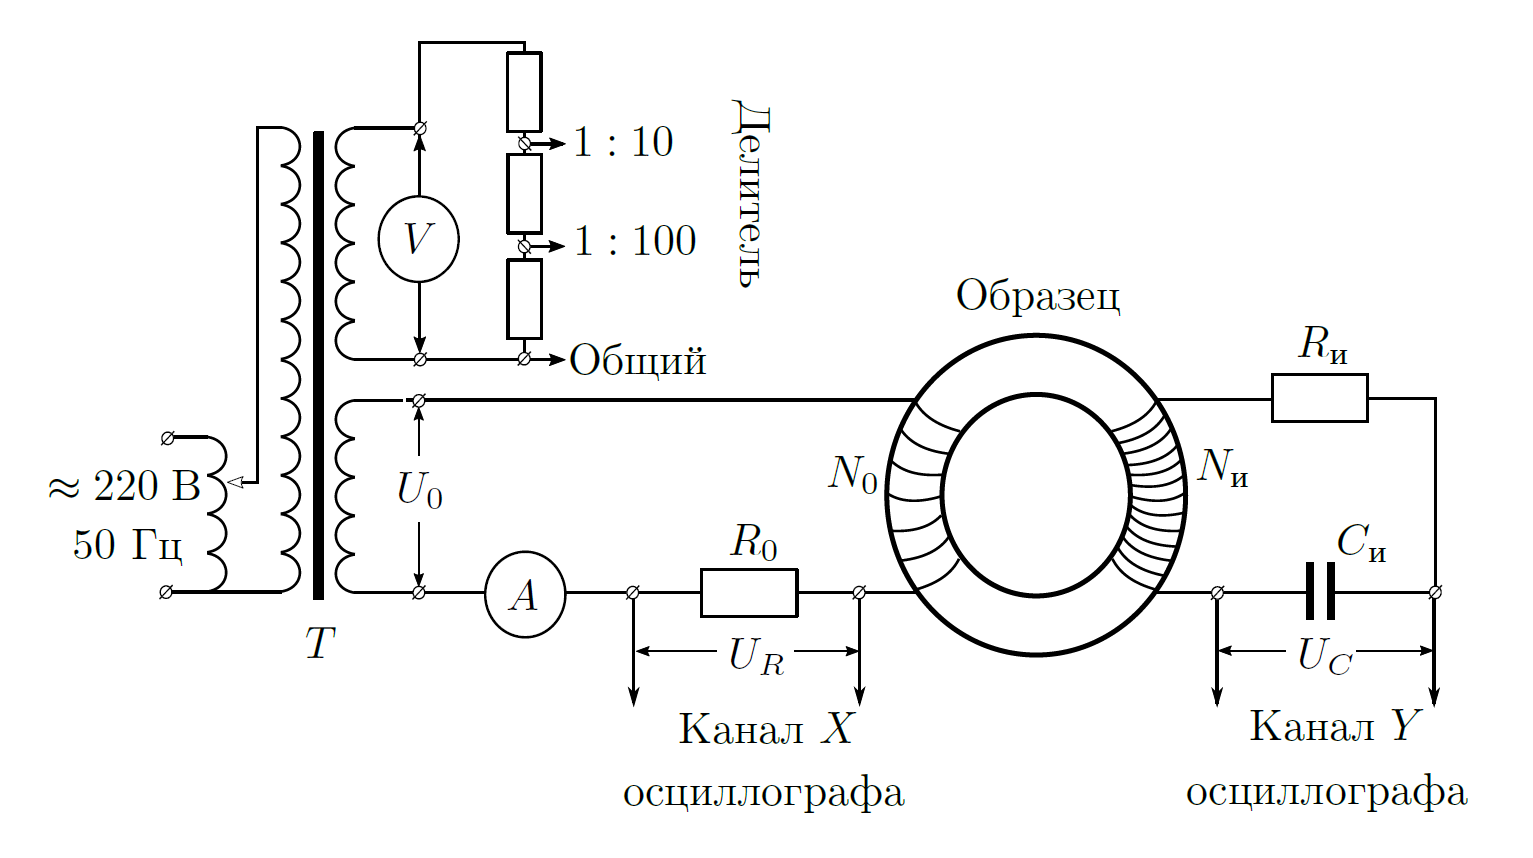 1 : 10
Делитель
V
1 : 100
Образец
Общий
R_и
N_0
N_и
≈ 220 В
U_0
50 Гц
R_0
C_и
A
T
U_R
U_C
Канал X
осциллографа
Канал Y
осциллографа